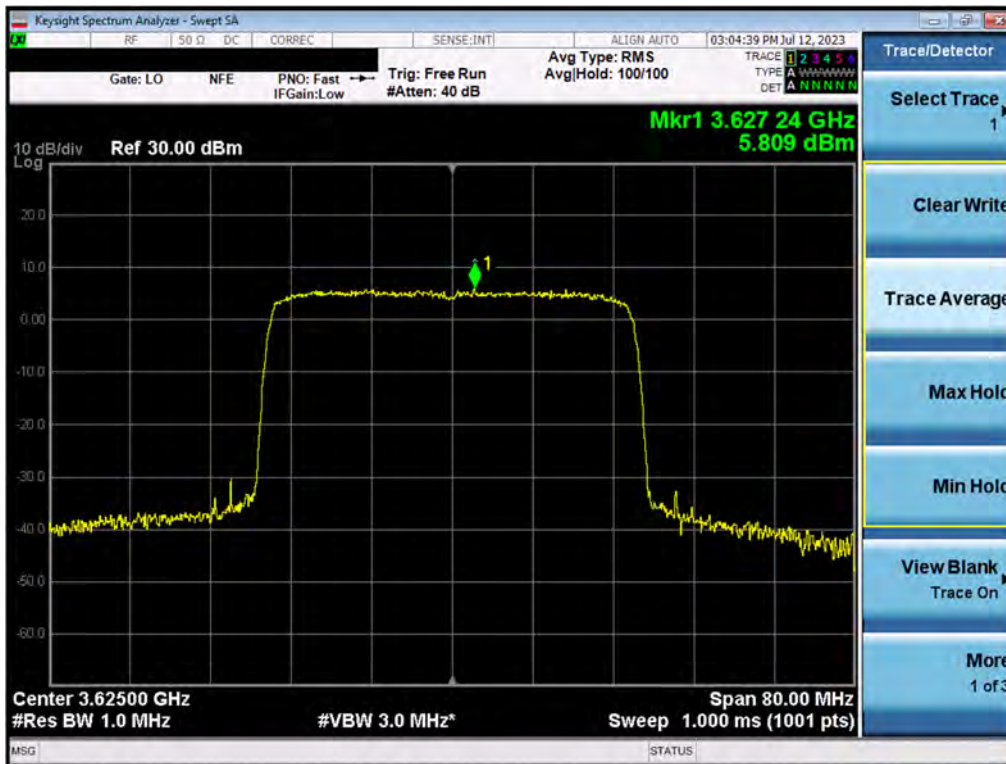 Keysight Spectrum Analyzer - Swept SA
LXI RF 50 Ω DC CORREC SENSE:INT ALIGN AUTO 03:04:39 PM Jul 12, 2023
Gate: LO NFE PNO: Fast Trig: Free Run Avg Type: RMS TRACE 1 2 3 4 5 6
IFGain:Low #Atten: 40 dB Avg|Hold: 100/100 TYPE A WWWWW
DET A N N N N N
Mkr1 3.627 24 GHz
5.809 dBm
10 dB/div Ref 30.00 dBm
Log
20.0
1
10.0
0.00
-10.0
-20.0
-30.0
-40.0
-50.0
-60.0
Center 3.62500 GHz Span 80.00 MHz
#Res BW 1.0 MHz #VBW 3.0 MHz* Sweep 1.000 ms (1001 pts)
MSG STATUS
Trace/Detector
Select Trace
1
Clear Write
Trace Average
Max Hold
Min Hold
View Blank
Trace On
More
1 of 3